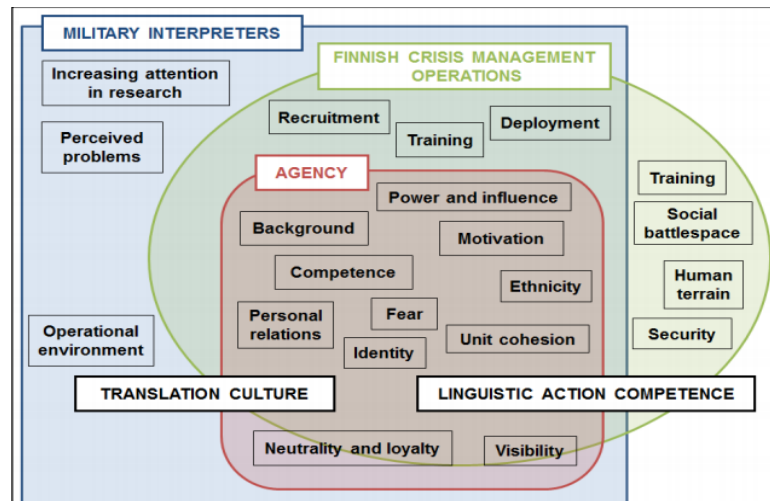 MILITARY INTERPRETERS
Increasing attention
in research
FINNISH CRISIS MANAGEMENT
OPERATIONS
Perceived
problems
Recruitment
Training
Deployment
AGENCY
Power and influence
Background
Motivation
Competence
Ethnicity
Personal
relations
Fear
Identity
Unit cohesion
Training
Social
battlespace
Human
terrain
Security
Operational
environment
TRANSLATION CULTURE
LINGUISTIC ACTION COMPETENCE
Neutrality and loyalty
Visibility